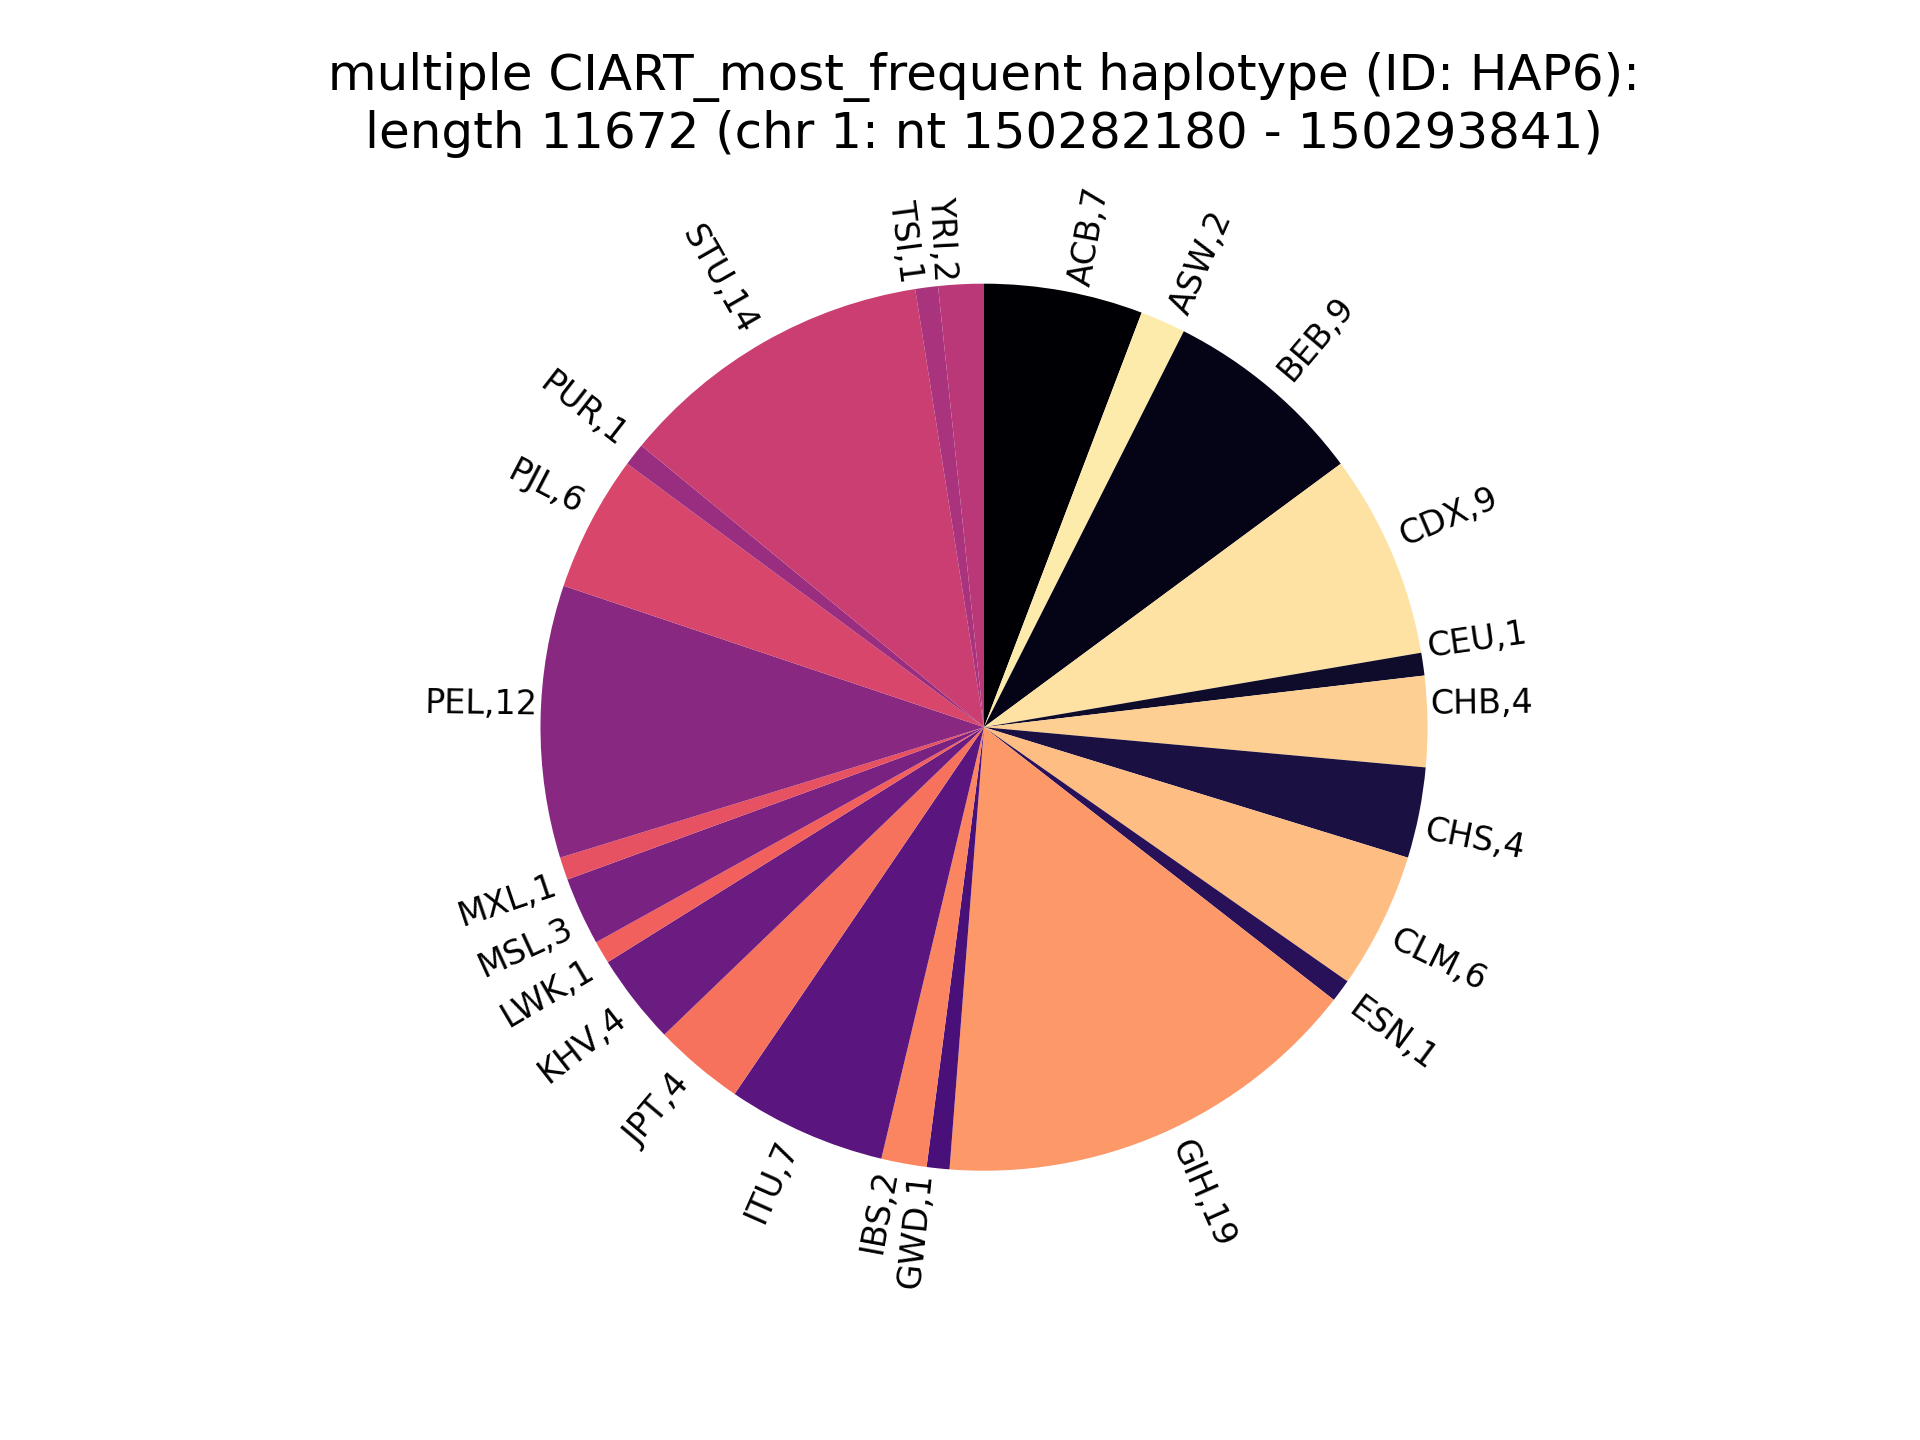 multiple CIART_most_frequent haplotype (ID: HAP6):
length 11672 (chr 1: nt 150282180 - 150293841)
ACB,7
ASW,2
BEB,9
CDX,9
CEU,1
CHB,4
CHS,4
CLM,6
ESN,1
GIH,19
GWD,1
IBS,2
ITU,7
JPT,4
KHV,4
LWK,1
MSL,3
MXL,1
PEL,12
PJL,6
PUR,1
STU,14
TSI,1
YRI,2